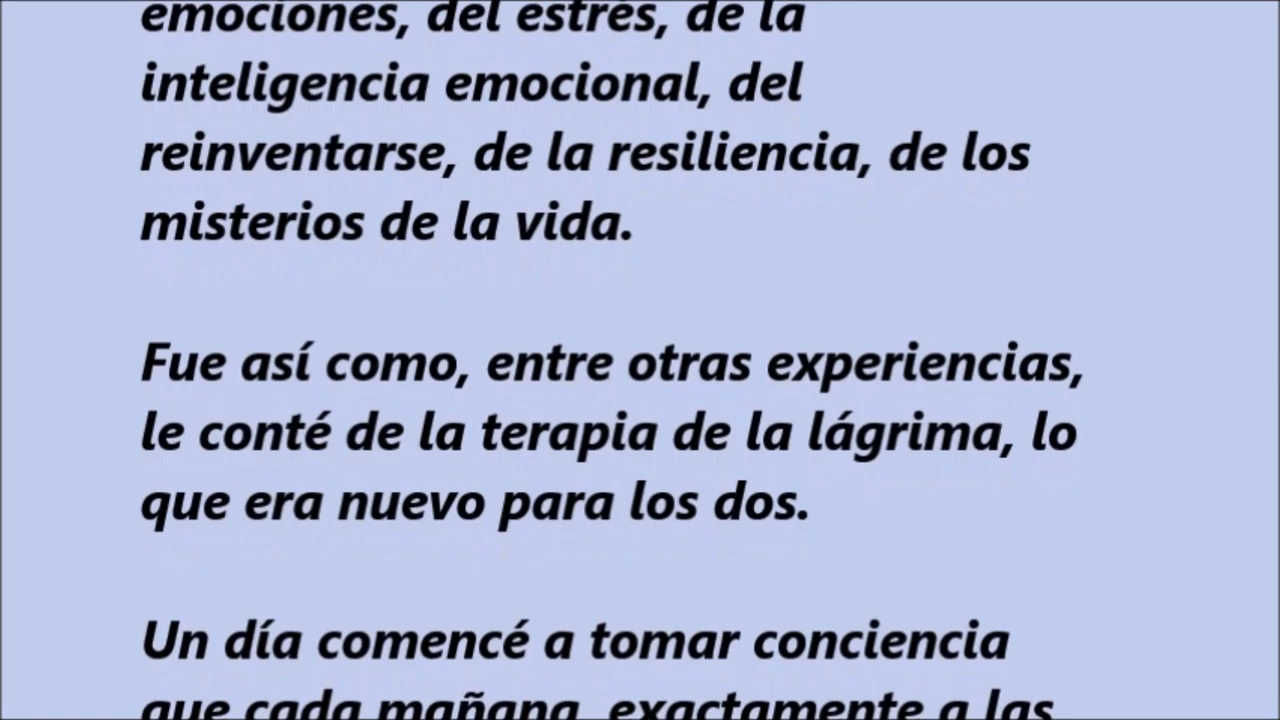 emociones, del estrés, de la
inteligencia emocional, del
reinventarse, de la resiliencia, de los
misterios de la vida.
Fue así como, entre otras experiencias,
le conté de la terapia de la lágrima, lo
que era nuevo para los dos.
Un día comencé a tomar conciencia
que cada mañana, exactamente a las